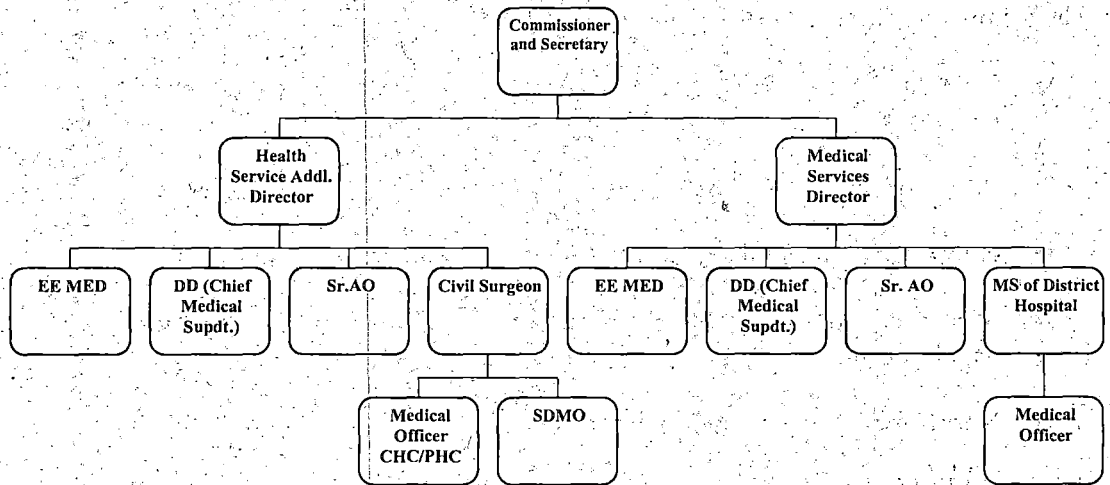 Commissioner
and Secretary
Health
Service Addl.
Director
Medical
Services
Director
EE MED
DD (Chief
Medical
Supdt.)
Sr.AO
Civil Surgeon
EE MED
DD (Chief
Medical
Supdt.)
Sr. AO
MS of District
Hospital
Medical
Officer
CHC/PHC
SDMO
Medical
Officer